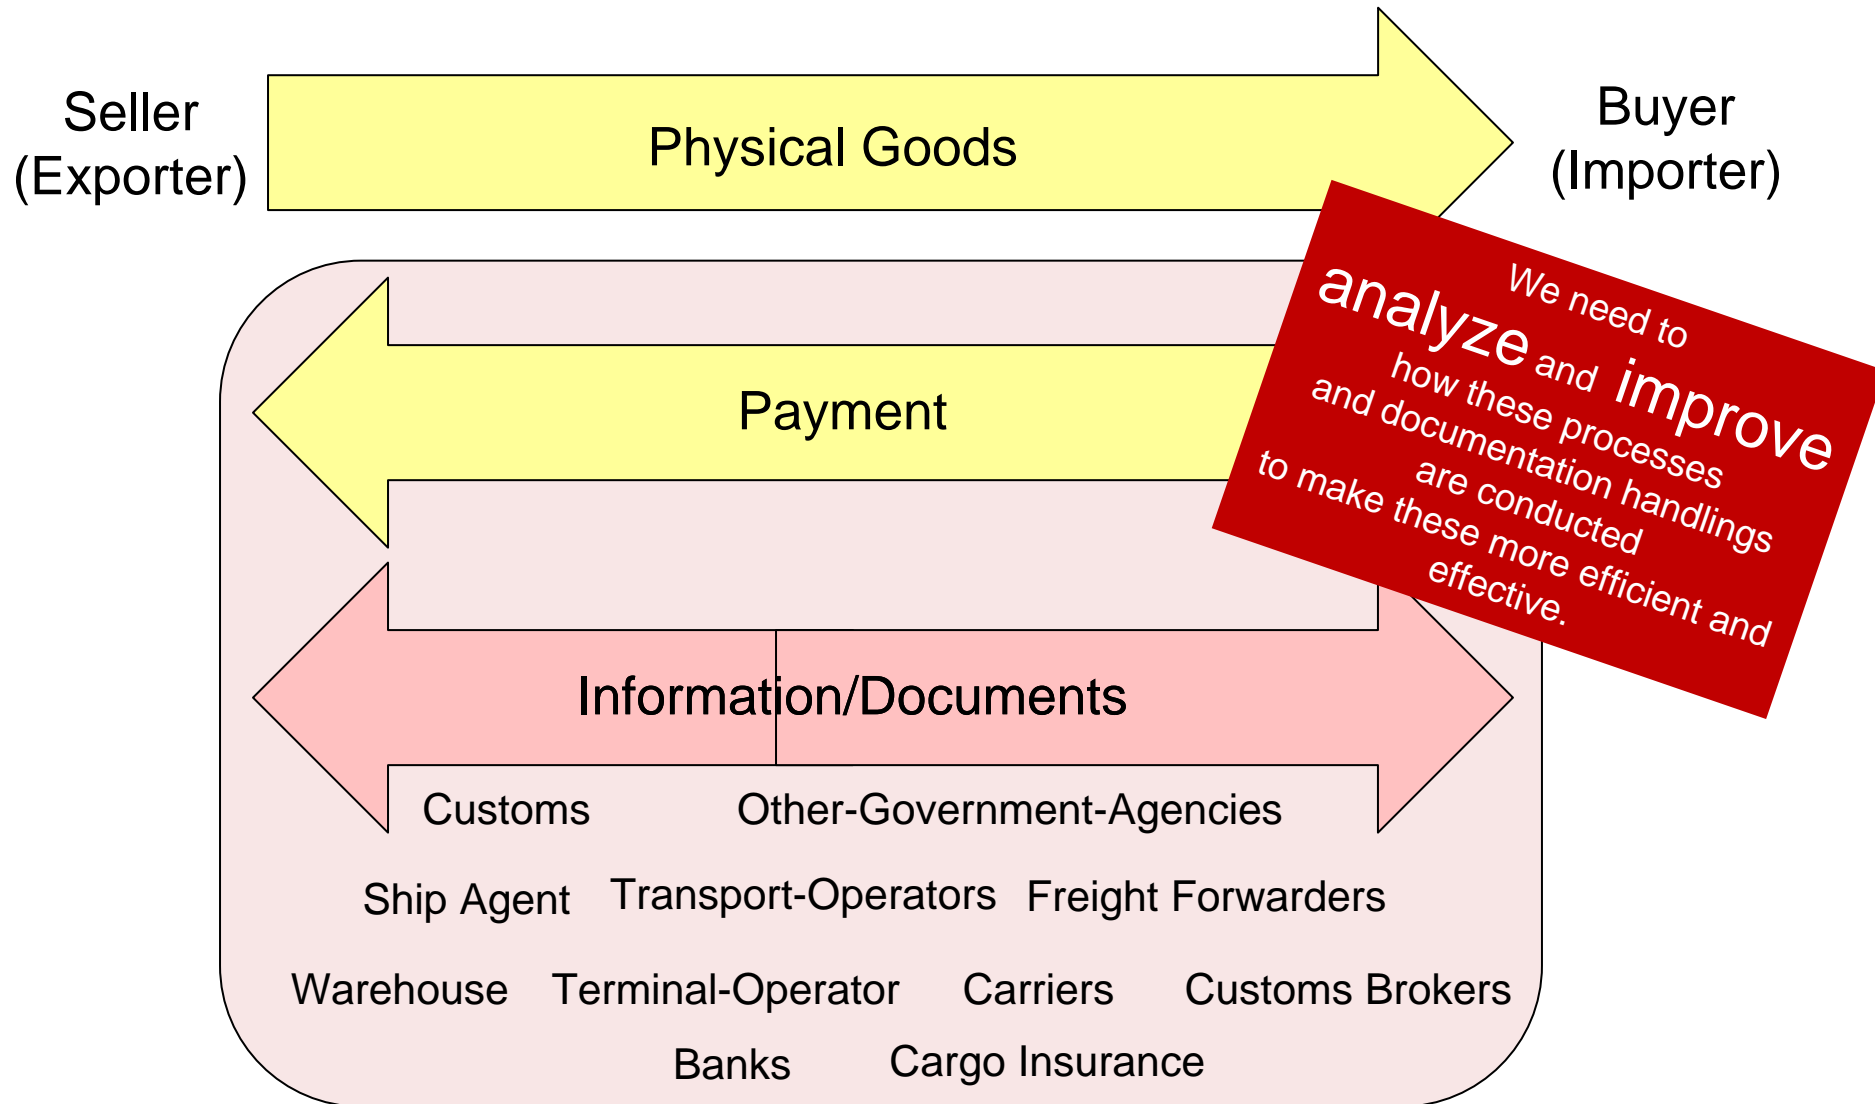 Seller
(Exporter)
Physical Goods
Buyer
(Importer)
We need to
analyze and improve
how these processes
and documentation handlings
are conducted
to make these more efficient and
effective.
Payment
Information/Documents
Customs
Other-Government-Agencies
Ship Agent
Transport-Operators
Freight Forwarders
Warehouse
Terminal-Operator
Carriers
Customs Brokers
Banks
Cargo Insurance